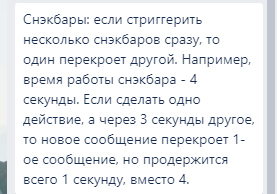 Снэкбары: если стриггерить
несколько снэкбаров сразу, то
один перекроет другой. Например,
время работы снэкбара - 4
секунды. Если сделать одно
действие, а через 3 секунды другое,
то новое сообщение перекроет 1-
ое сообщение, но продержится
всего 1 секунду, вместо 4.